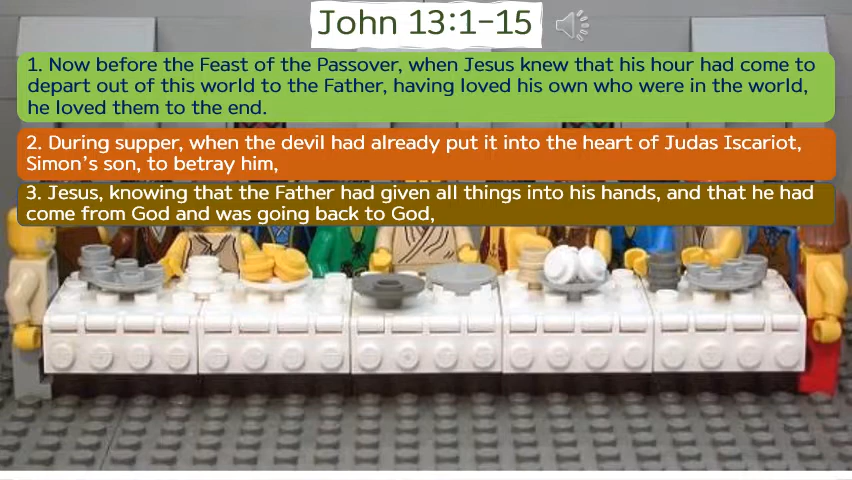 John 13:1-15
1. Now before the Feast of the Passover, when Jesus knew that his hour had come to
depart out of this world to the Father, having loved his own who were in the world,
he loved them to the end.
2. During supper, when the devil had already put it into the heart of Judas Iscariot,
Simon's son, to betray him,
3. Jesus, knowing that the Father had given all things into his hands, and that he had
come from God and was going back to God,